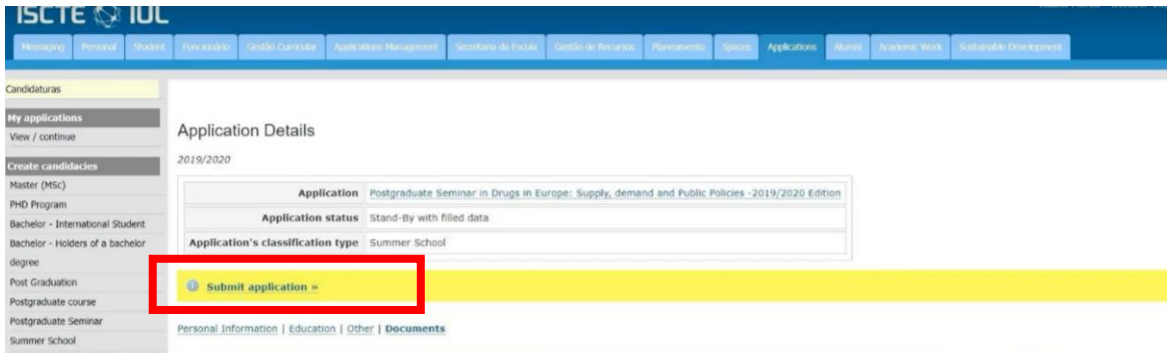 ISCTE IUL
Messaging Personal Student Funcionário Gestão Curricular Applications Management Secretaria da Escola Gestão de Recursos Planeamento Spaces Applications Alumni Academic Work Sustainable Development
Candidaturas
My applications
View / continue
Create candidacies
Master (MSc)
PHD Program
Bachelor - International Student
Bachelor - Holders of a bachelor
degree
Post Graduation
Postgraduate course
Postgraduate Seminar
Summer School
Application Details
2019/2020
Application Postgraduate Seminar in Drugs in Europe: Supply, demand and Public Policies -2019/2020 Edition
Application status Stand-By with filled data
Application's classification type Summer School
Submit application »
Personal Information | Education | Other | Documents